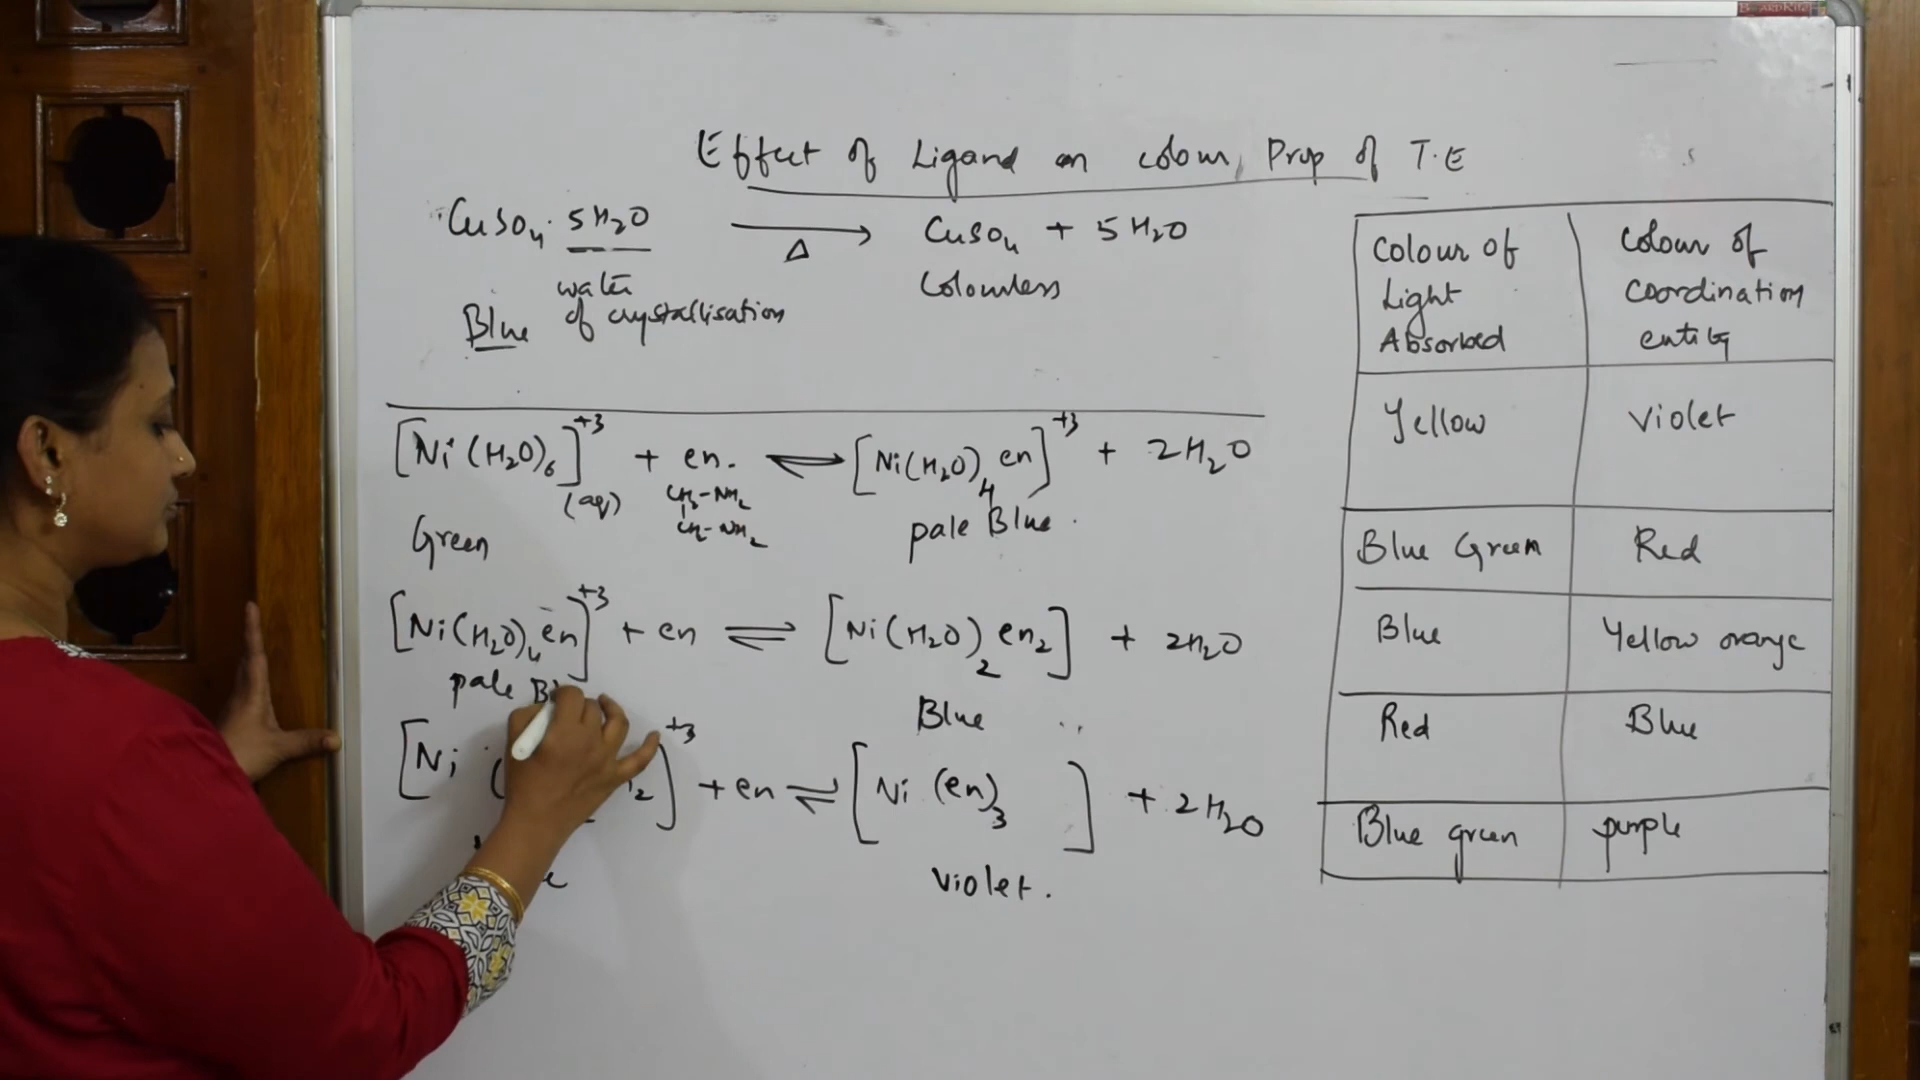 Effect of Ligand on colour, Prop of T.E
CuSO4. 5H2O ⟶ CuSO4 + 5H2O
Δ
water
of crystallisation
Blue
Colourless
[Ni(H2O)6]+3 (aq) + en. ⇌ [Ni(H2O)4 en]+3 + 2H2O
CH2-NH2
CH2-NH2
Green
pale Blue.
[Ni(H2O)4 en]+3 + en ⇌ [Ni(H2O)2 en2] + 2H2O
pale Bl
Blue
[Ni ( 2]+3 + en ⇌ [Ni (en)3 ] + 2H2O
violet.
Colour of
Light
Absorbed
Colour of
coordination
entity
Yellow
violet
Blue Green
Red
Blue
Yellow orange
Red
Blue
Blue green
purple